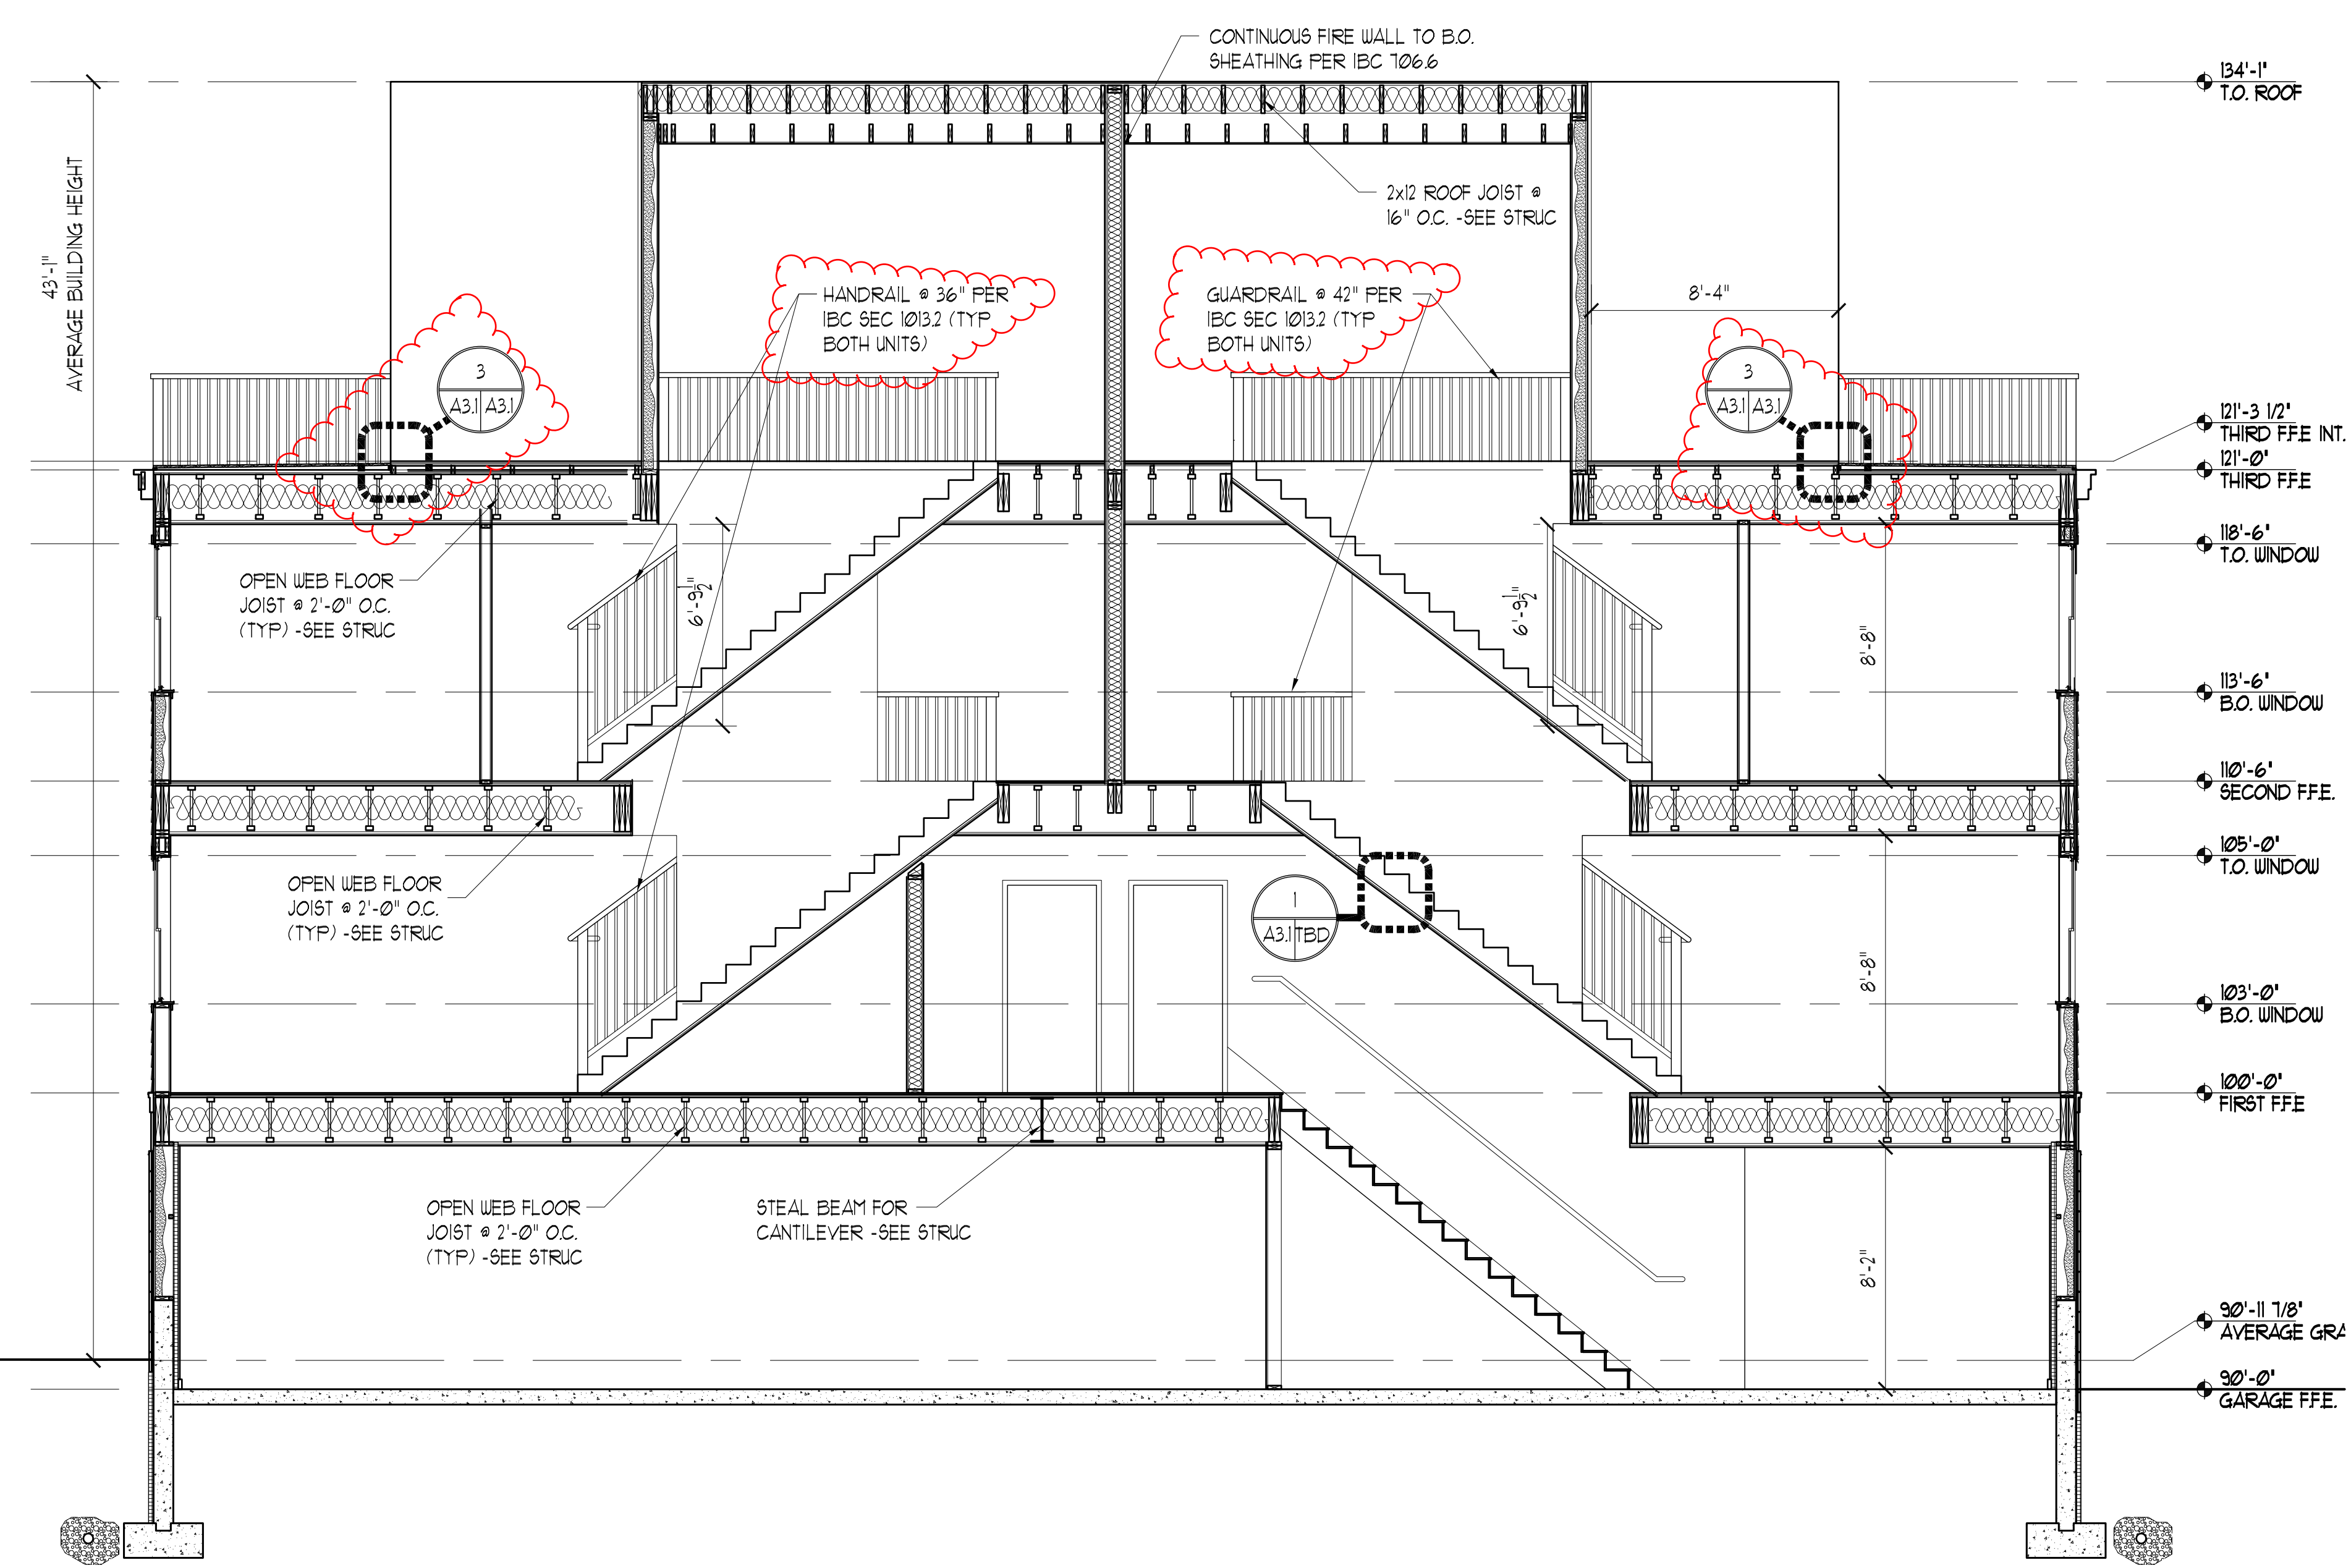 CONTINUOUS FIRE WALL TO B.O.
SHEATHING PER IBC 706.6
134'-1"
T.O. ROOF
43'-1"
AVERAGE BUILDING HEIGHT
2x12 ROOF JOIST @
16" O.C. -SEE STRUC
HANDRAIL @ 36" PER
IBC SEC 1013.2 (TYP
BOTH UNITS)
GUARDRAIL @ 42" PER
IBC SEC 1013.2 (TYP
BOTH UNITS)
8'-4"
3
A3.1 A3.1
3
A3.1 A3.1
121'-3 1/2"
THIRD F.F.E INT.
121'-0"
THIRD F.F.E
118'-6"
T.O. WINDOW
OPEN WEB FLOOR
JOIST @ 2'-0" O.C.
(TYP) -SEE STRUC
6'-9 1/2"
6'-9 1/2"
8'-8"
113'-6"
B.O. WINDOW
110'-6"
SECOND F.F.E.
105'-0"
T.O. WINDOW
OPEN WEB FLOOR
JOIST @ 2'-0" O.C.
(TYP) -SEE STRUC
1
A3.1 TBD
8'-8"
103'-0"
B.O. WINDOW
100'-0"
FIRST F.F.E
OPEN WEB FLOOR
JOIST @ 2'-0" O.C.
(TYP) -SEE STRUC
STEAL BEAM FOR
CANTILEVER -SEE STRUC
8'-2"
90'-11 7/8"
AVERAGE GRA
90'-0"
GARAGE F.F.E.